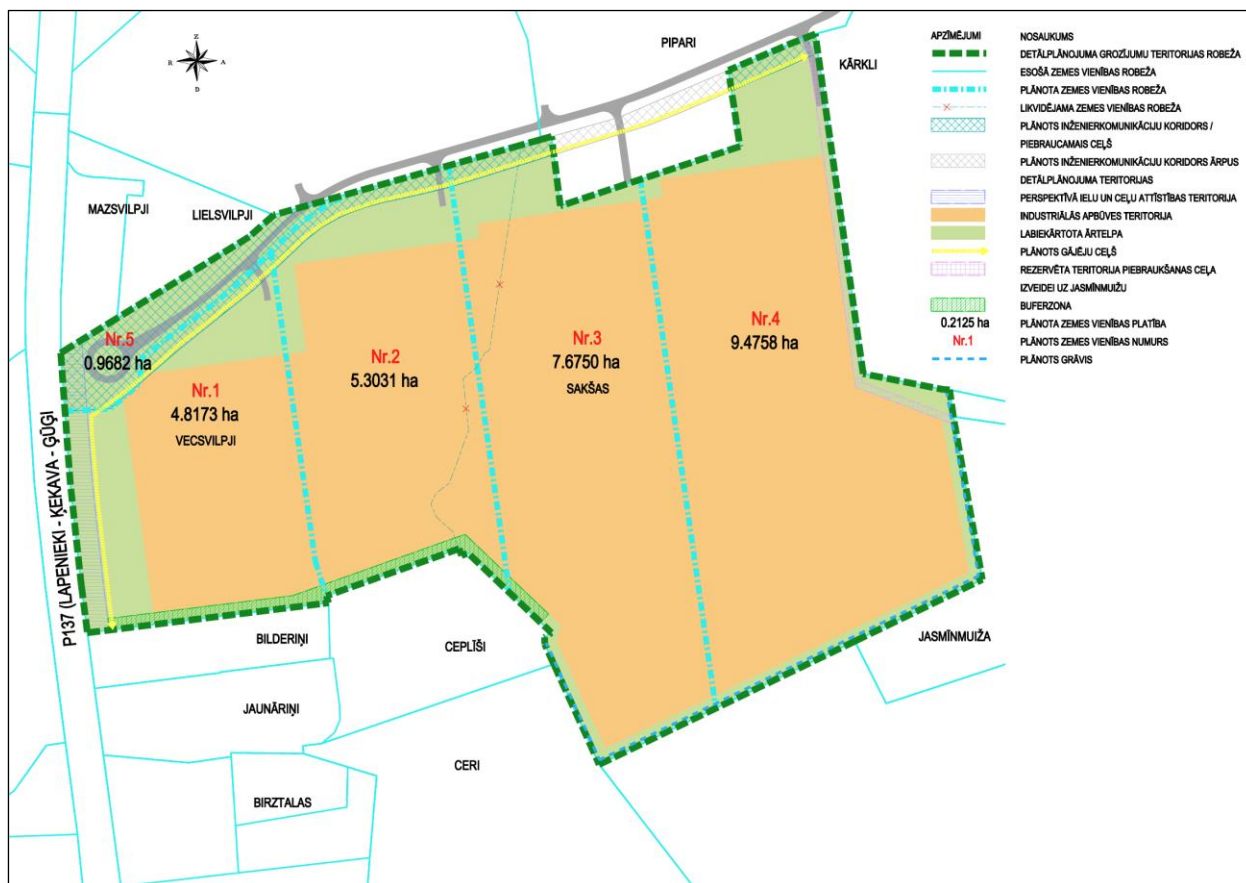 Z
R
A
D
PIPARI
KĀRKLI
MAZSVILPJI
LIELSVILPJI
Nr.5
0.9682 ha
Nr.1
4.8173 ha
VECSVILPJI
Nr.2
5.3031 ha
Nr.3
7.6750 ha
SAKŠAS
Nr.4
9.4758 ha
P137 (LAPENIEKI - ĶEKAVA - ĢŪĢI)
BILDERIŅI
CEPLĪŠI
JASMĪNMUIŽA
JAUNĀRIŅI
CERI
BIRZTALAS
APZĪMĒJUMI NOSAUKUMS
DETĀLPLĀNOJUMA GROZĪJUMU TERITORIJAS ROBEŽA
ESOŠĀ ZEMES VIENĪBAS ROBEŽA
PLĀNOTA ZEMES VIENĪBAS ROBEŽA
LIKVIDĒJAMA ZEMES VIENĪBAS ROBEŽA
PLĀNOTS INŽENIERKOMUNIKĀCIJU KORIDORS /
PIEBRAUCAMAIS CEĻŠ
PLĀNOTS INŽENIERKOMUNIKĀCIJU KORIDORS ĀRPUS
DETĀLPLĀNOJUMA TERITORIJAS
PERSPEKTĪVĀ IELU UN CEĻU ATTĪSTĪBAS TERITORIJA
INDUSTRIĀLĀS APBŪVES TERITORIJA
LABIEKĀRTOTA ĀRTELPA
PLĀNOTS GĀJĒJU CEĻŠ
REZERVĒTA TERITORIJA PIEBRAUKŠANAS CEĻA
IZVEIDEI UZ JASMĪNMUIŽU
BUFERZONA
0.2125 ha PLĀNOTA ZEMES VIENĪBAS PLATĪBA
Nr.1 PLĀNOTS ZEMES VIENĪBAS NUMURS
PLĀNOTS GRĀVIS